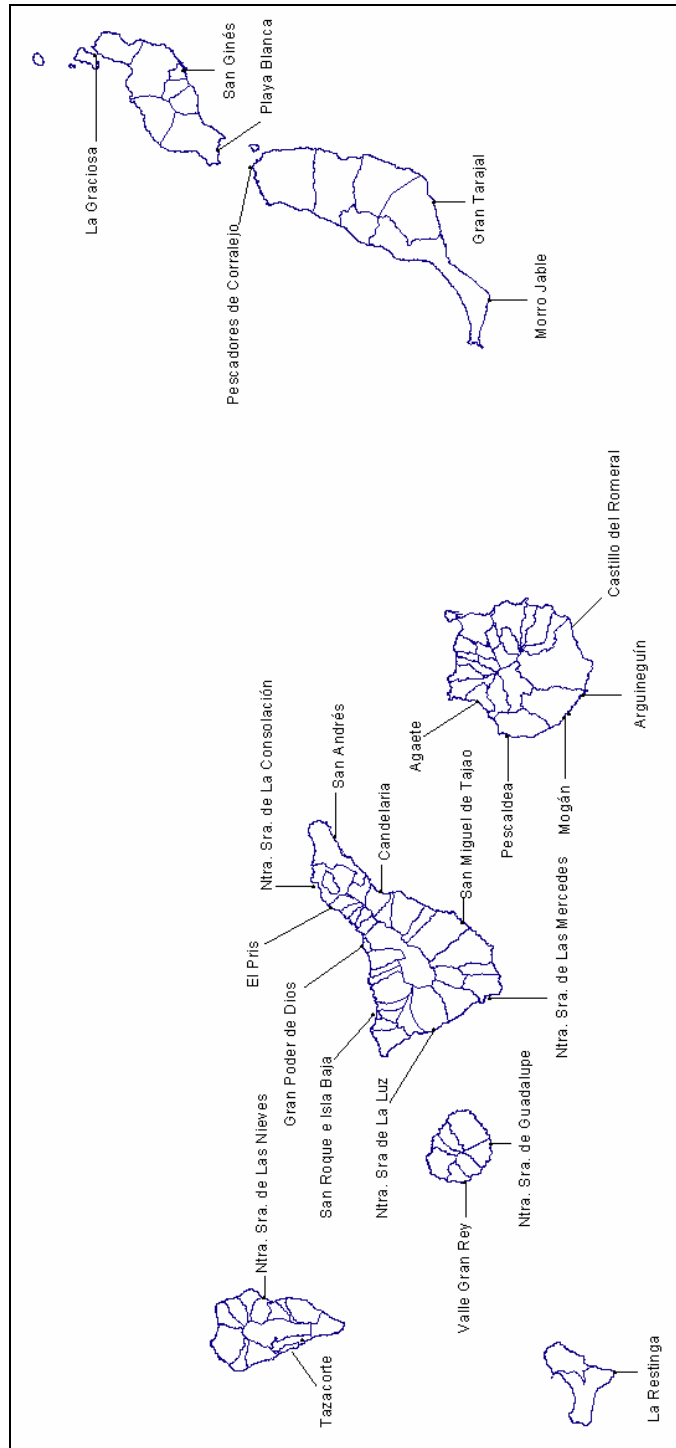 La Graciosa
San Ginés
Playa Blanca
Pescadores de Corralejo
Gran Tarajal
Morro Jable
Agaete
Pescaldea
Mogán
Arguineguín
Castillo del Romeral
Ntra. Sra. de La Consolación
San Andrés
El Pris
Candelaria
Gran Poder de Dios
San Miguel de Tajao
San Roque e Isla Baja
Ntra. Sra de La Luz
Ntra. Sra. de Las Mercedes
Valle Gran Rey
Ntra. Sra. de Guadalupe
Ntra. Sra. de Las Nieves
Tazacorte
La Restinga